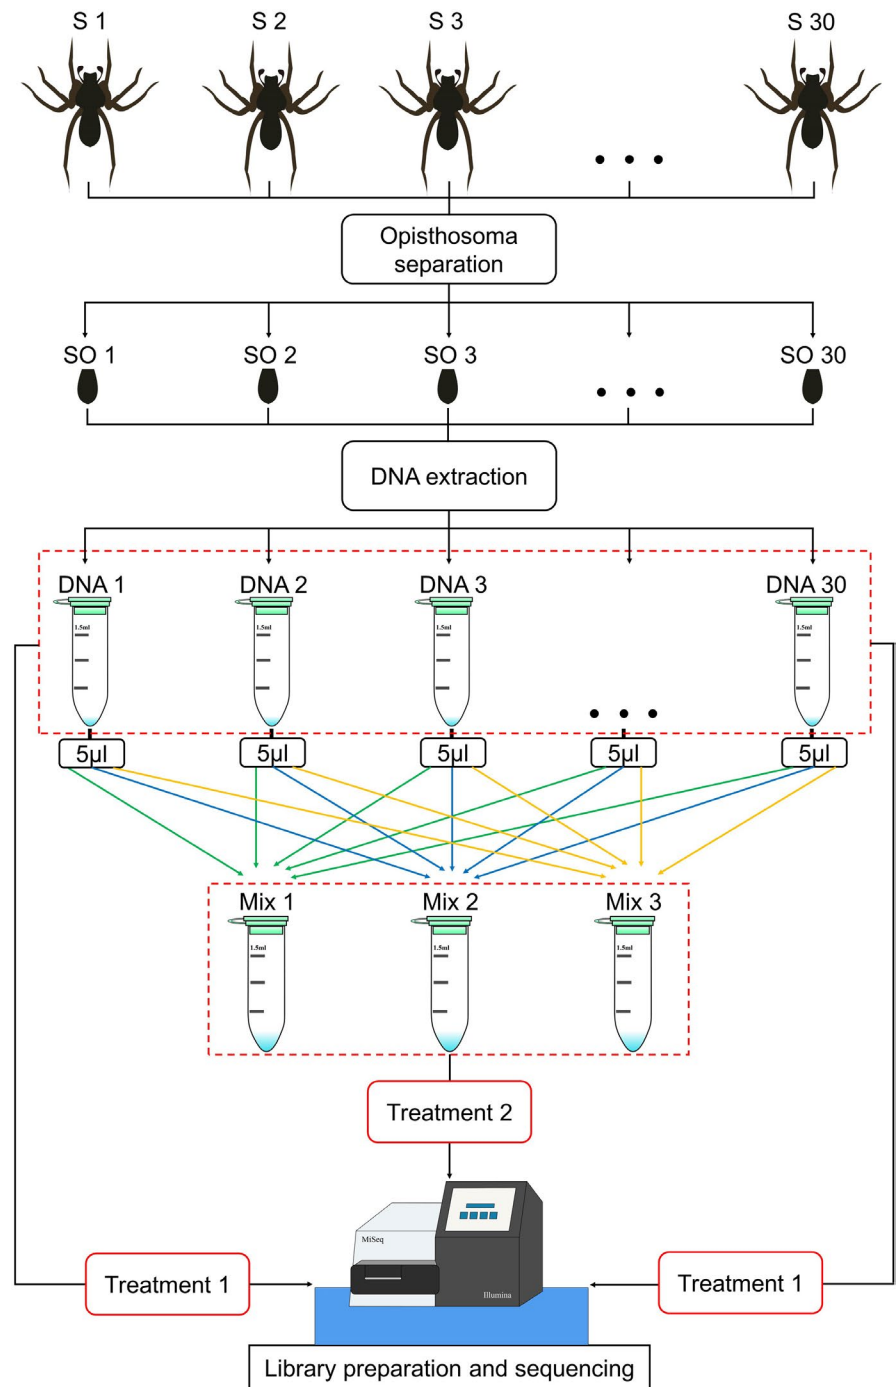 S 1
S 2
S 3
S 30
Opisthosoma
separation
SO 1
SO 2
SO 3
SO 30
DNA extraction
DNA 1
DNA 2
DNA 3
DNA 30
1.5ml
1.5ml
1.5ml
1.5ml
5µl
5µl
5µl
5µl
5µl
Mix 1
Mix 2
Mix 3
1.5ml
1.5ml
1.5ml
Treatment 2
MiSeq
Illumina
Treatment 1
Treatment 1
Library preparation and sequencing